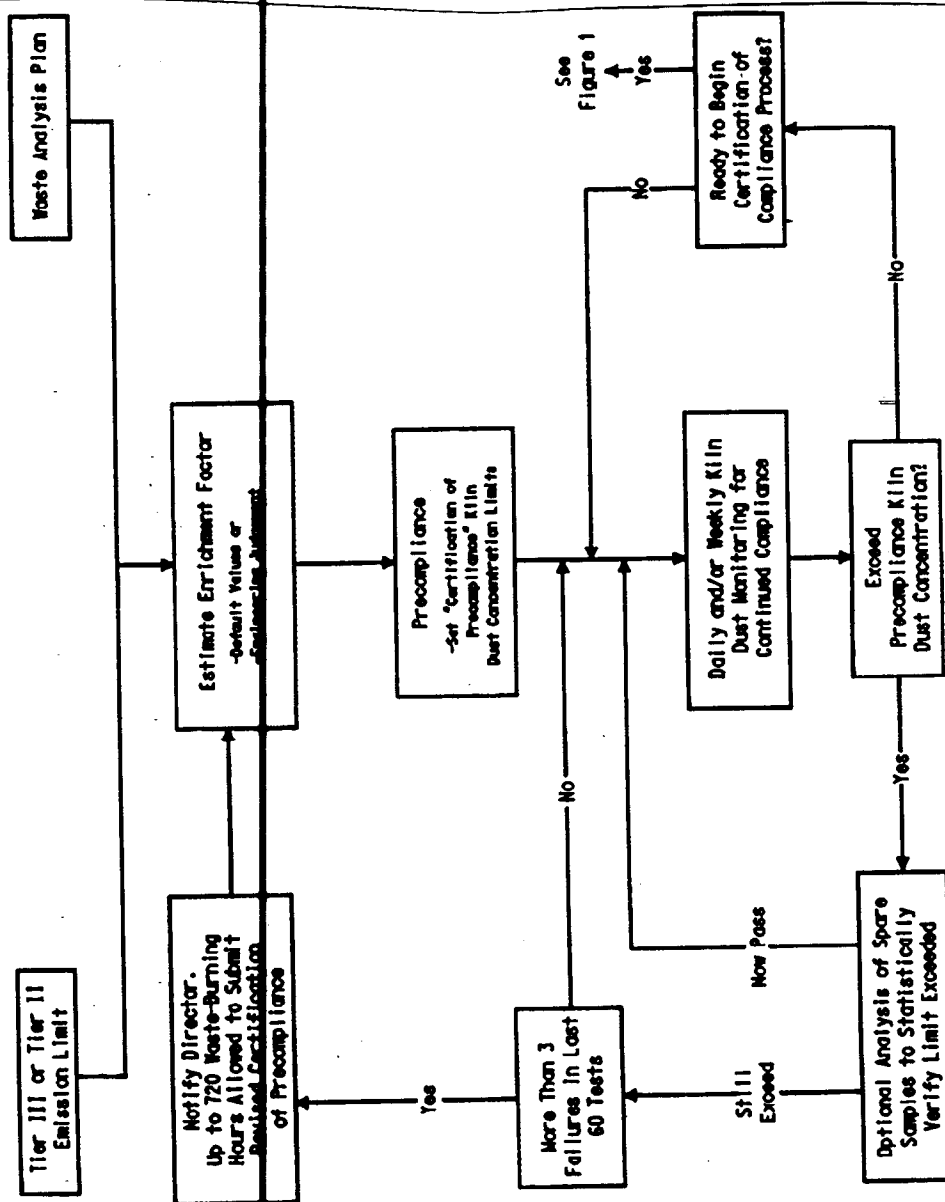 Tier III or Tier II
Emission Limit
Waste Analysis Plan
Notify Director.
Up to 720 Waste-Burning
Hours Allowed to Submit
Revised Certification
of Precompliance
Estimate Enrichment Factor
-Default Values or
-Engineering Judgment
Precompliance
-Set "Certification of
Precompliance" Kiln
Dust Concentration Limits
See
Figure 1
Yes
Ready to Begin
Certification-of
Compliance Process?
No
More Than 3
Failures In Last
60 Tests
Yes
No
Daily and/or Weekly Kiln
Dust Monitoring for
Continued Compliance
Now Pass
Still
Exceed
Optional Analysis of Spare
Samples to Statistically
Verify Limit Exceeded
Yes
Exceed
Precompliance Kiln
Dust Concentration?
No